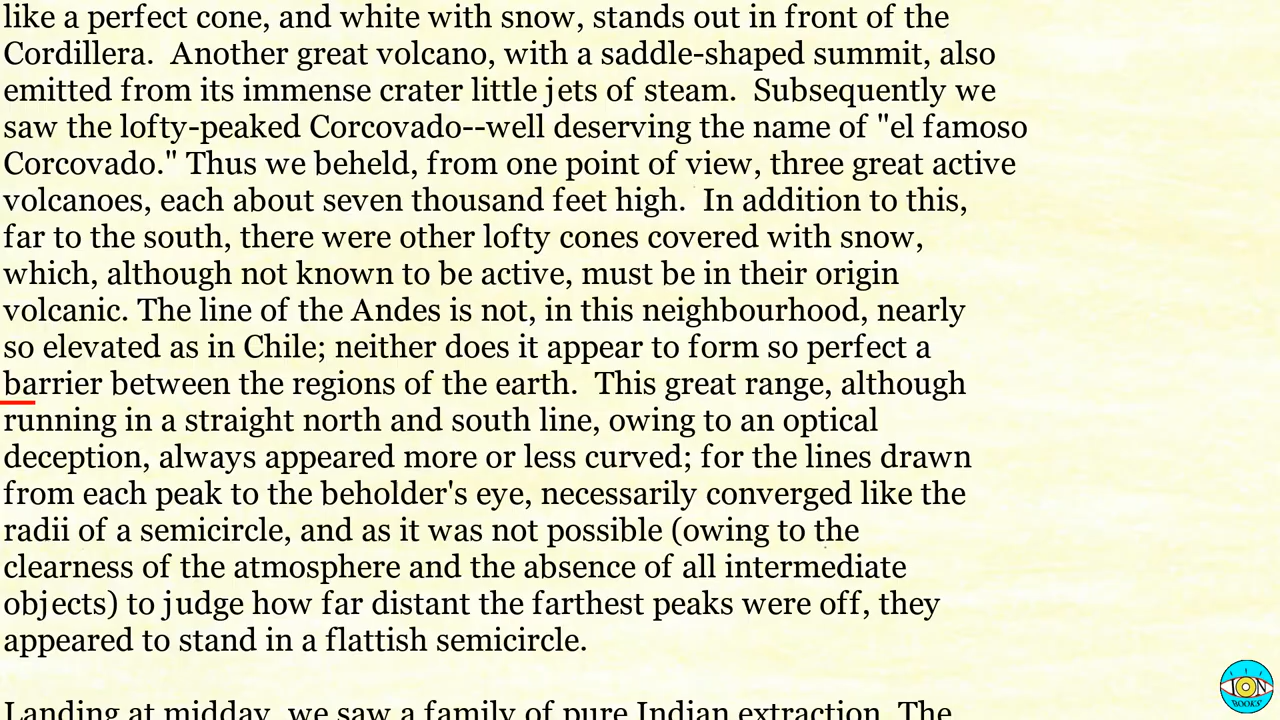 like a perfect cone, and white with snow, stands out in front of the
Cordillera.  Another great volcano, with a saddle-shaped summit, also
emitted from its immense crater little jets of steam.  Subsequently we
saw the lofty-peaked Corcovado--well deserving the name of "el famoso
Corcovado." Thus we beheld, from one point of view, three great active
volcanoes, each about seven thousand feet high.  In addition to this,
far to the south, there were other lofty cones covered with snow,
which, although not known to be active, must be in their origin
volcanic. The line of the Andes is not, in this neighbourhood, nearly
so elevated as in Chile; neither does it appear to form so perfect a
barrier between the regions of the earth.  This great range, although
running in a straight north and south line, owing to an optical
deception, always appeared more or less curved; for the lines drawn
from each peak to the beholder's eye, necessarily converged like the
radii of a semicircle, and as it was not possible (owing to the
clearness of the atmosphere and the absence of all intermediate
objects) to judge how far distant the farthest peaks were off, they
appeared to stand in a flattish semicircle.
Landing at midday, we saw a family of pure Indian extraction. The
ION
BOOKS